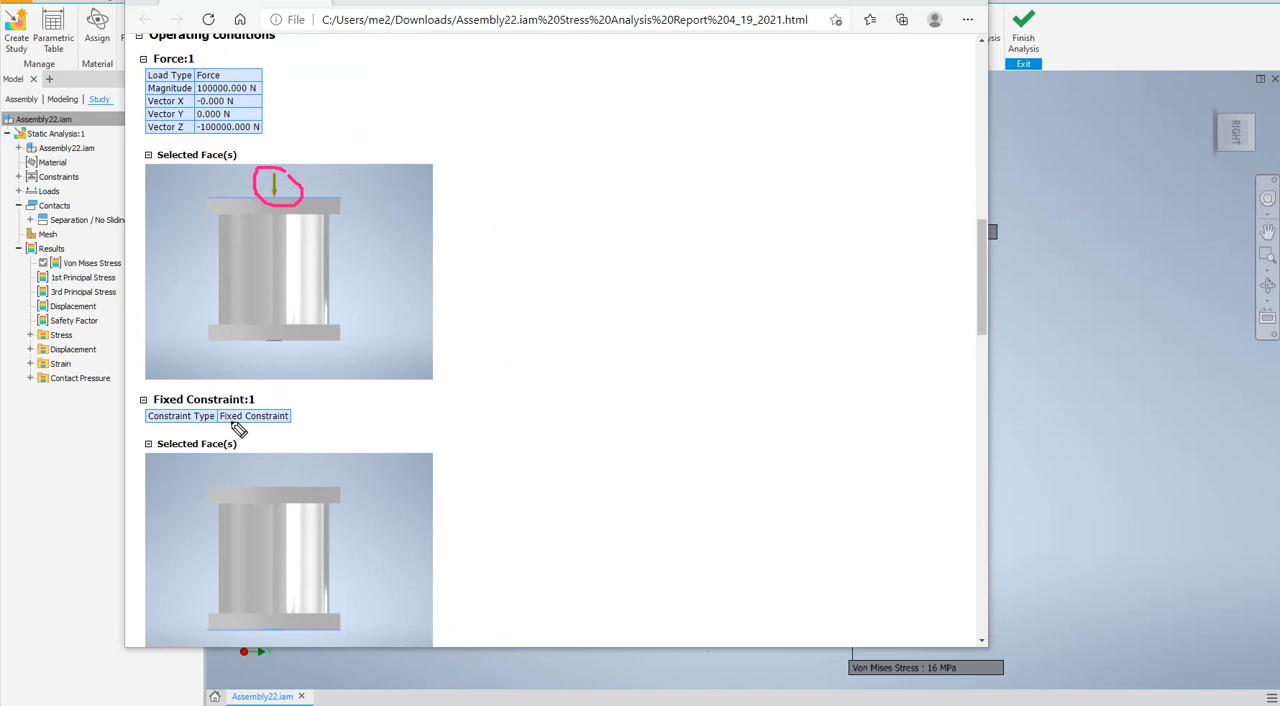 File
C:/Users/me2/Downloads/Assembly22.iam%20Stress%20Analysis%20Report%204_19_2021.html
Create
Study
Parametric
Table
Assign
Finish
Analysis
Manage
Material
Exit
Model
Assembly
Modeling
Study
Assembly22.iam
Static Analysis:1
Assembly22.iam
Material
Constraints
Loads
Contacts
Separation / No Sliding
Mesh
Results
Von Mises Stress
1st Principal Stress
3rd Principal Stress
Displacement
Safety Factor
Stress
Displacement
Strain
Contact Pressure
Operating conditions
Force:1
Load Type Force
Magnitude 100000.000 N
Vector X -0.000 N
Vector Y 0.000 N
Vector Z -100000.000 N
Selected Face(s)
Fixed Constraint:1
Constraint Type Fixed Constraint
Selected Face(s)
RIGHT
Von Mises Stress : 16 MPa
Assembly22.iam